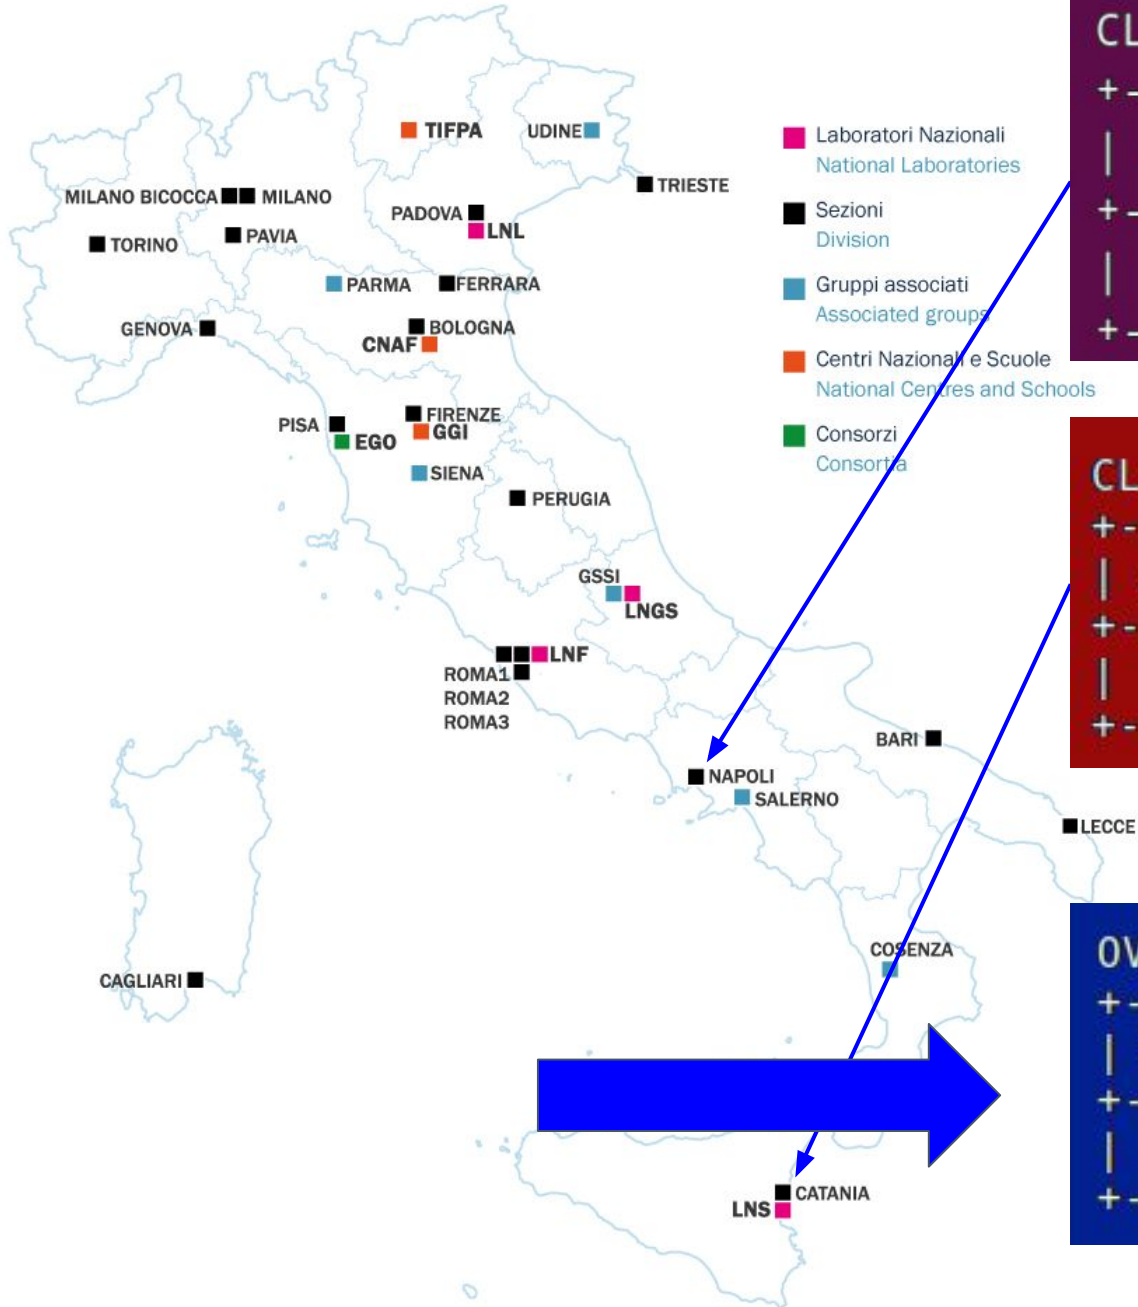 TIFPA
UDINE
TRIESTE
MILANO BICOCCA
MILANO
PADOVA
LNL
TORINO
PAVIA
PARMA
FERRARA
GENOVA
BOLOGNA
CNAF
PISA
FIRENZE
GGI
EGO
SIENA
PERUGIA
GSSI
LNGS
LNF
ROMA1
ROMA2
ROMA3
BARI
NAPOLI
SALERNO
LECCE
COSENZA
CAGLIARI
CATANIA
LNS
Laboratori Nazionali
National Laboratories
Sezioni
Division
Gruppi associati
Associated groups
Centri Nazionali e Scuole
National Centres and Schools
Consorzi
Consortia
CL
+-
|
+-
|
+-
CL
+-
|
+-
|
+-
OV
+-
|
+-
|
+-